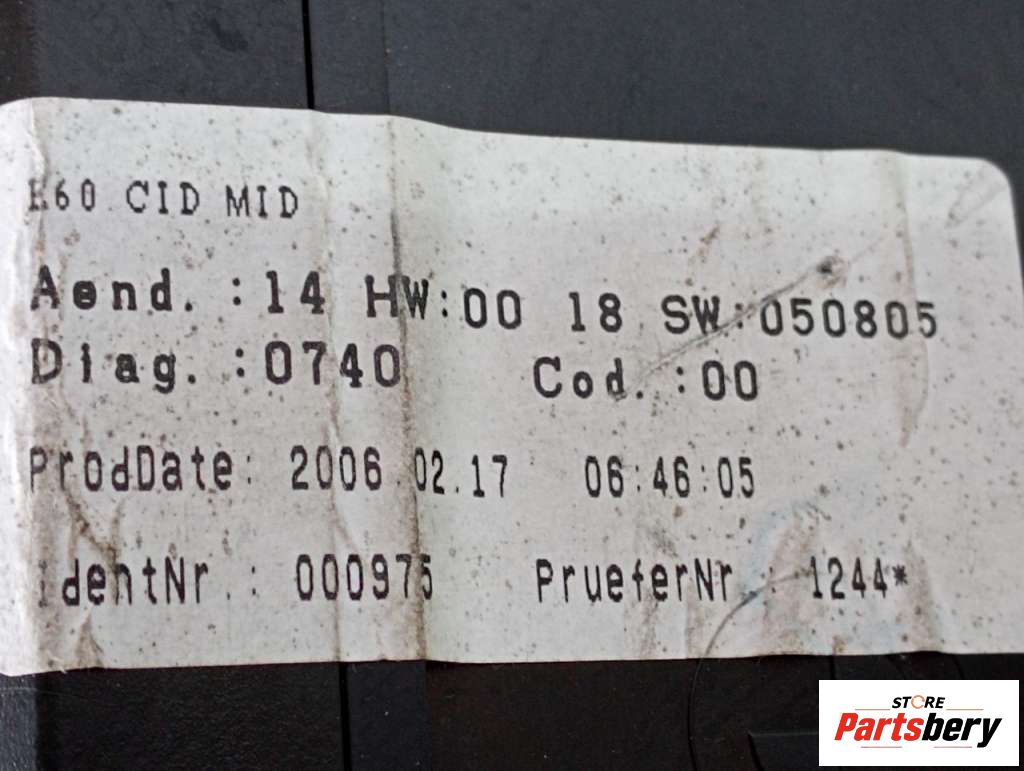 E60 CID MID
Aend. :14 HW:00 18 SW:050805
Diag. :0740 Cod. :00
ProdDate: 2006.02.17 06:46:05
IdentNr.: 000975 PrueferNr.: 1244*
STORE
Partsbery